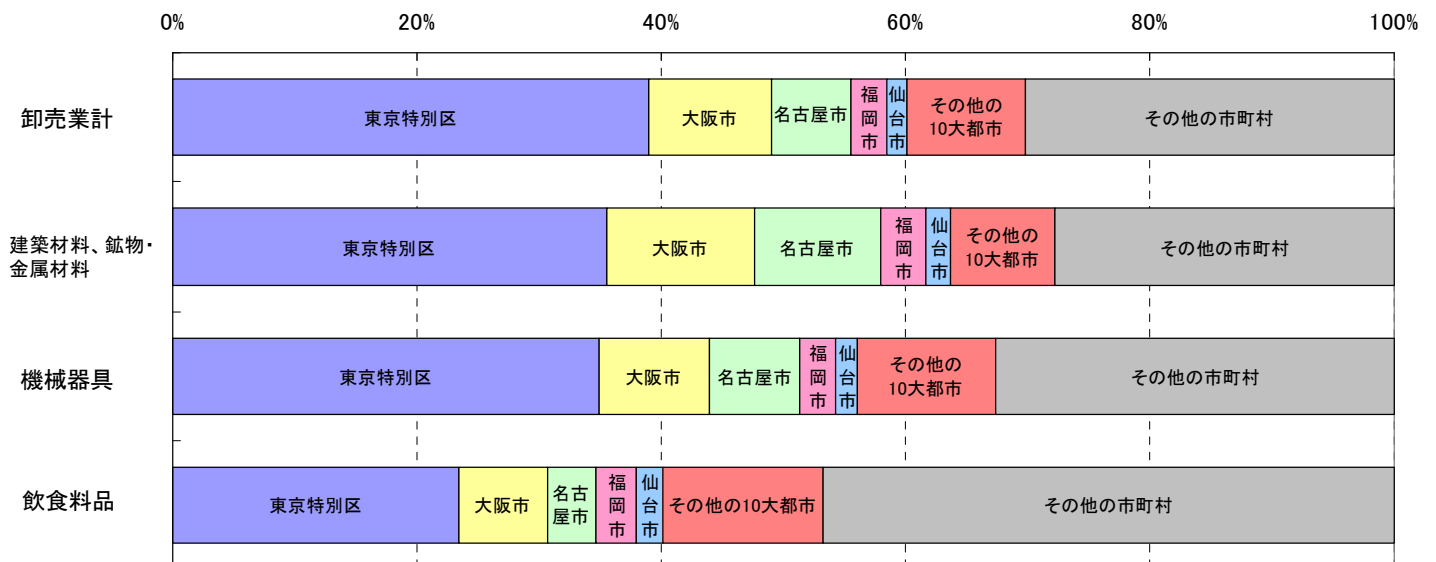 0% 20% 40% 60% 80% 100%
卸売業計
東京特別区
大阪市
名古屋市
福岡市
仙台市
その他の
10大都市
その他の市町村
建築材料、鉱物・
金属材料
東京特別区
大阪市
名古屋市
福岡市
仙台市
その他の
10大都市
その他の市町村
機械器具
東京特別区
大阪市
名古屋市
福岡市
仙台市
その他の
10大都市
その他の市町村
飲食料品
東京特別区
大阪市
名古
屋市
福岡市
仙台市
その他の10大都市
その他の市町村